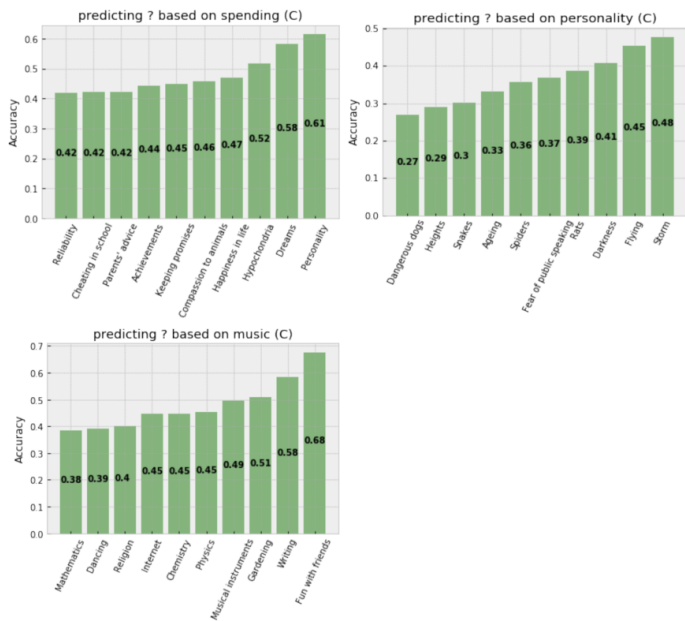 predicting ? based on spending (C)
Accuracy
0.6
0.5
0.4
0.3
0.2
0.1
0.0
0.42
0.42
0.42
0.44
0.45
0.46
0.47
0.52
0.58
0.61
Reliability
Cheating in school
Parents' advice
Achievements
Keeping promises
Compassion to animals
Happiness in life
Hypochondria
Dreams
Personality
predicting ? based on personality (C)
Accuracy
0.5
0.4
0.3
0.2
0.1
0.0
0.27
0.29
0.3
0.33
0.36
0.37
0.39
0.41
0.45
0.48
Dangerous dogs
Heights
Snakes
Ageing
Spiders
Fear of public speaking
Rats
Darkness
Flying
Storm
predicting ? based on music (C)
Accuracy
0.7
0.6
0.5
0.4
0.3
0.2
0.1
0.0
0.38
0.39
0.4
0.45
0.45
0.45
0.49
0.51
0.58
0.68
Mathematics
Dancing
Religion
Internet
Chemistry
Physics
Musical instruments
Gardening
Writing
Fun with friends